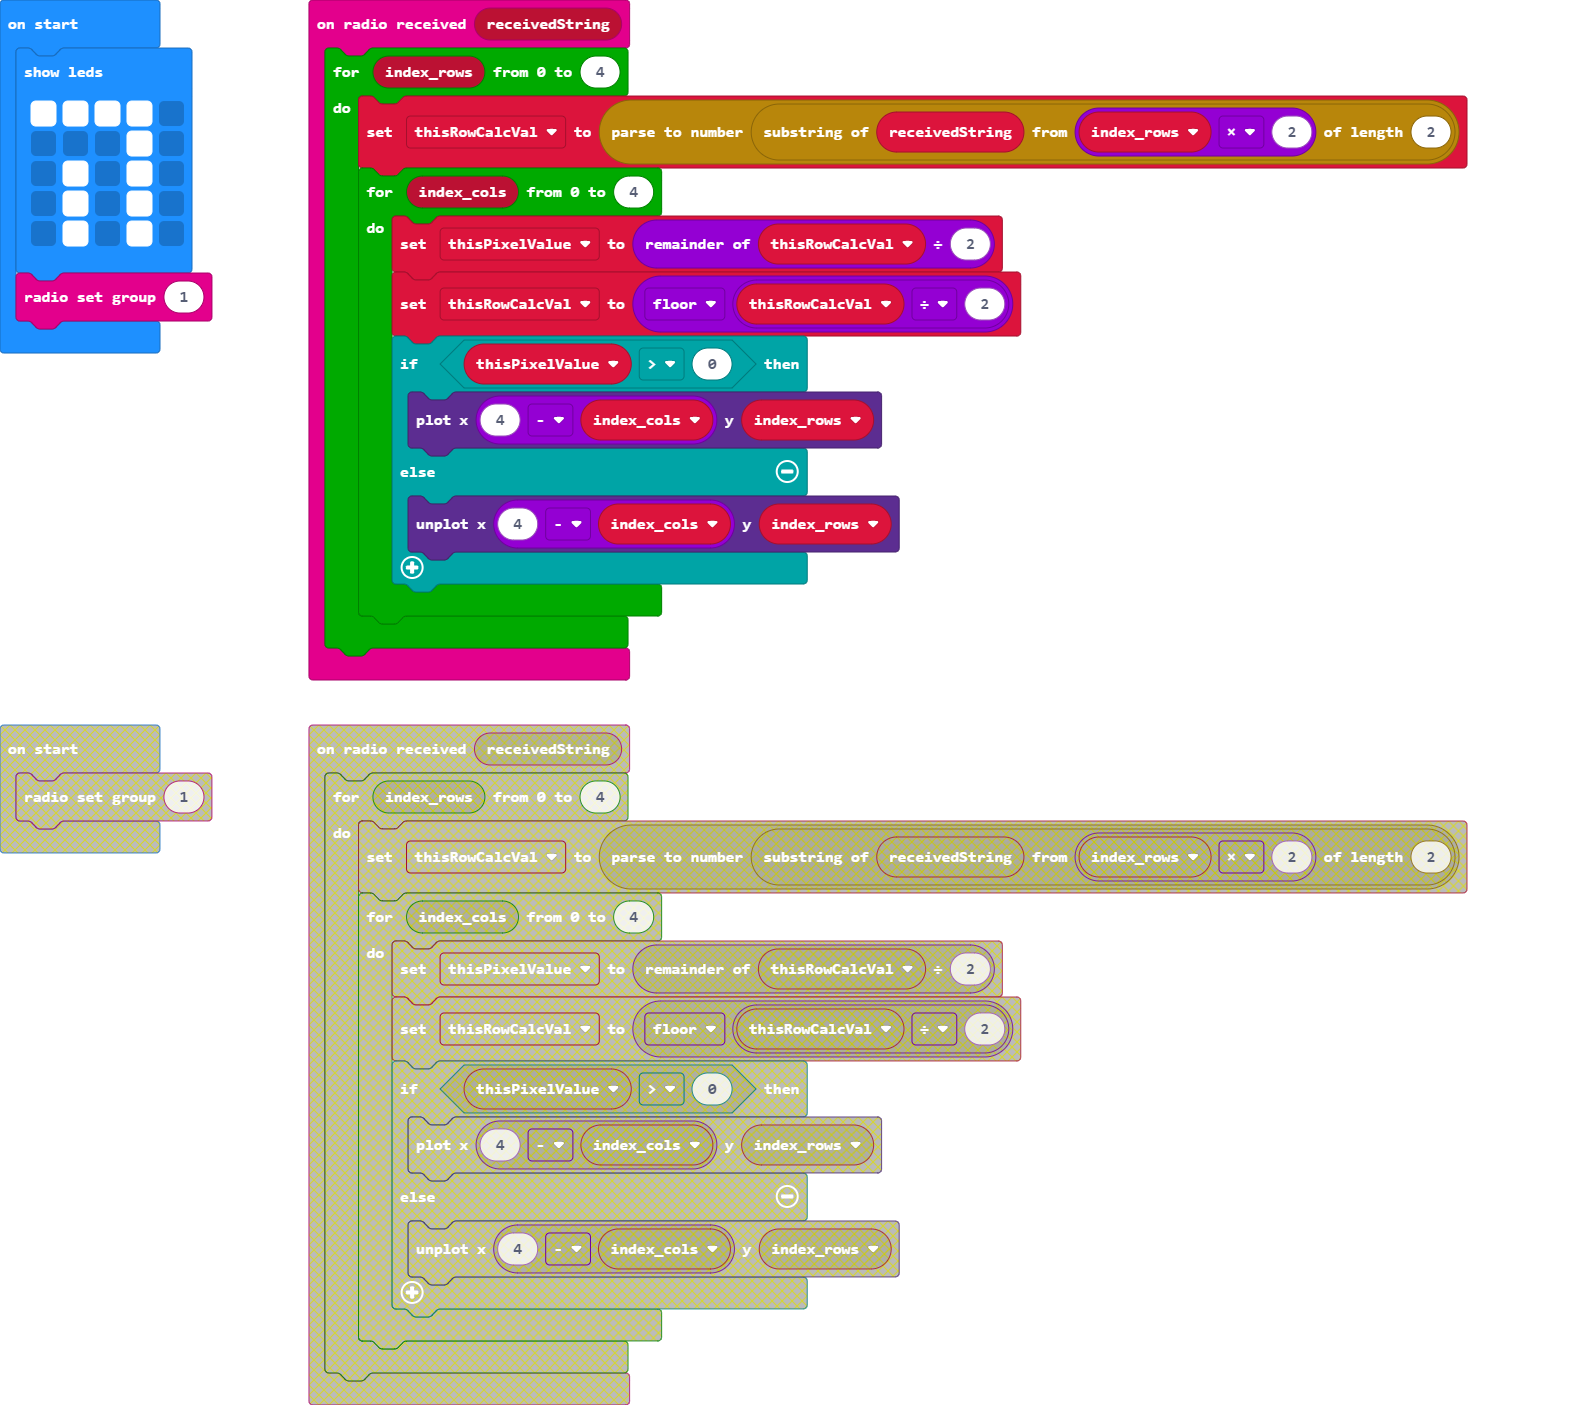 on start
show leds
radio set group 1
on radio received receivedString
for index_rows from 0 to 4
do
set thisRowCalcVal to parse to number substring of receivedString from index_rows × 2 of length 2
for index_cols from 0 to 4
do
set thisPixelValue to remainder of thisRowCalcVal ÷ 2
set thisRowCalcVal to floor thisRowCalcVal ÷ 2
if thisPixelValue > 0 then
plot x 4 - index_cols y index_rows
else
unplot x 4 - index_cols y index_rows
on start
radio set group 1
on radio received receivedString
for index_rows from 0 to 4
do
set thisRowCalcVal to parse to number substring of receivedString from index_rows × 2 of length 2
for index_cols from 0 to 4
do
set thisPixelValue to remainder of thisRowCalcVal ÷ 2
set thisRowCalcVal to floor thisRowCalcVal ÷ 2
if thisPixelValue > 0 then
plot x 4 - index_cols y index_rows
else
unplot x 4 - index_cols y index_rows